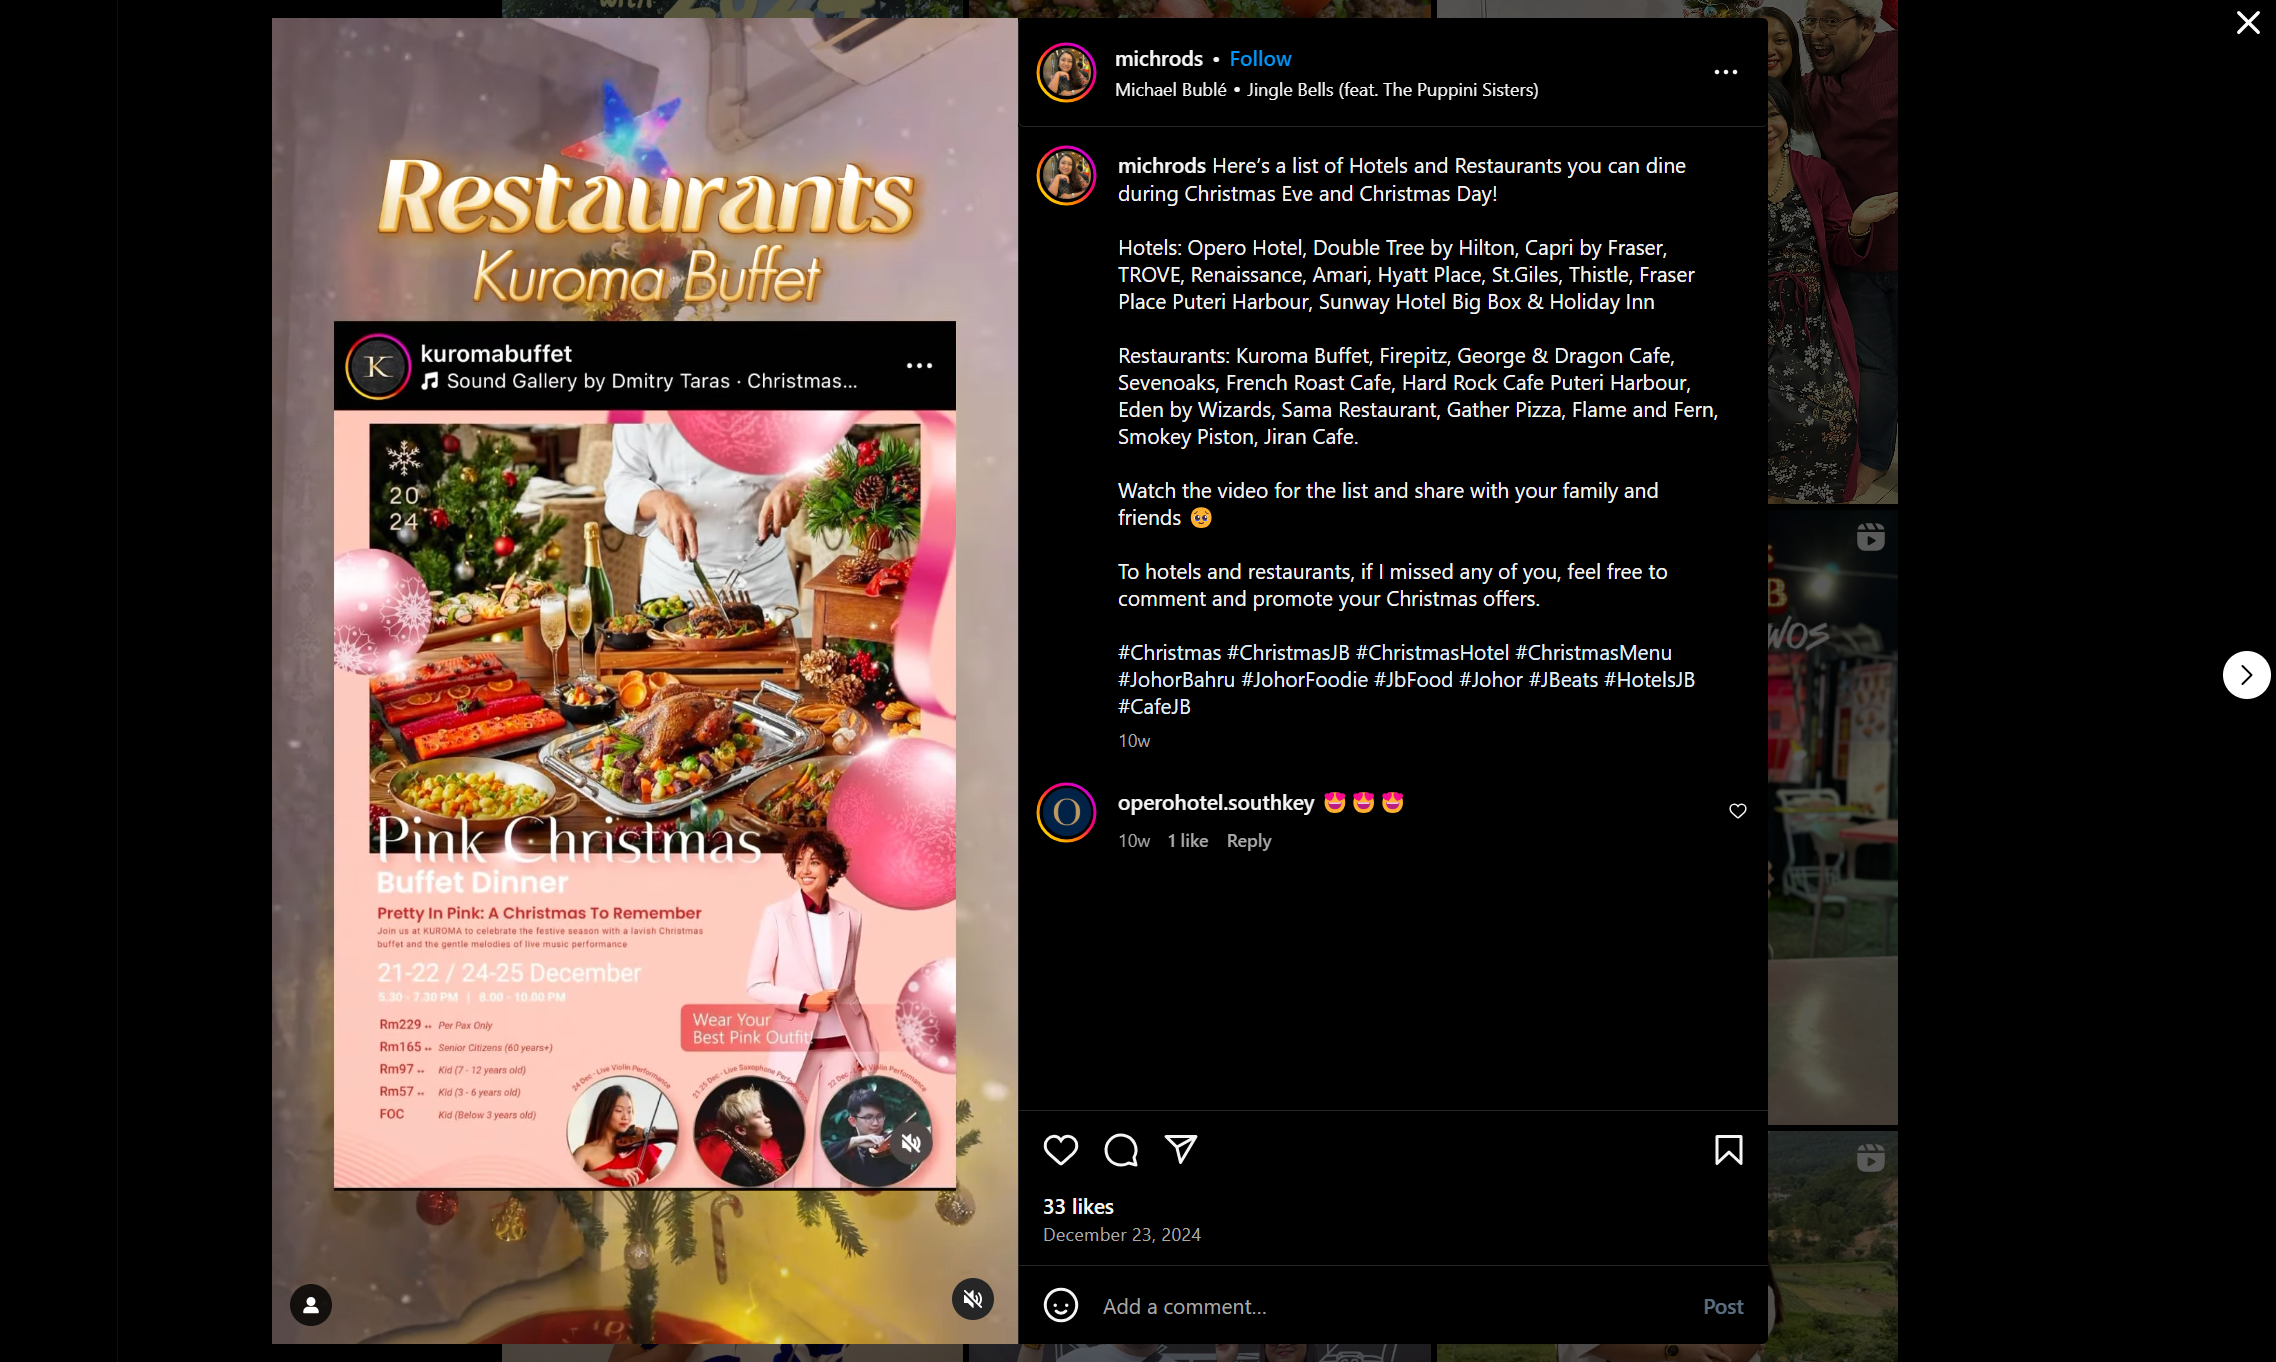 with 2024
Restaurants
Kuroma Buffet
K
kuromabuffet
Sound Gallery by Dmitry Taras · Christmas...
20
24
Pink Christmas
Buffet Dinner
Pretty In Pink: A Christmas To Remember
Join us at KUROMA to celebrate the festive season with a lavish Christmas
buffet and the gentle melodies of live music performance
21-22 / 24-25 December
5.30 - 7.30 PM | 8.00 - 10.00 PM
Rm229 Per Pax Only
Rm165 Senior Citizens (60 years+)
Rm97 Kid (7 - 12 years old)
Rm57 Kid (3 - 6 years old)
FOC Kid (Below 3 years old)
Wear Your
Best Pink Outfit!
24 Dec - Live Violin Performance
21, 25 Dec - Live Saxophone Performance
22 Dec - Live Violin Performance
michrods • Follow
Michael Bublé • Jingle Bells (feat. The Puppini Sisters)
michrods Here’s a list of Hotels and Restaurants you can dine
during Christmas Eve and Christmas Day!
Hotels: Opero Hotel, Double Tree by Hilton, Capri by Fraser,
TROVE, Renaissance, Amari, Hyatt Place, St.Giles, Thistle, Fraser
Place Puteri Harbour, Sunway Hotel Big Box & Holiday Inn
Restaurants: Kuroma Buffet, Firepitz, George & Dragon Cafe,
Sevenoaks, French Roast Cafe, Hard Rock Cafe Puteri Harbour,
Eden by Wizards, Sama Restaurant, Gather Pizza, Flame and Fern,
Smokey Piston, Jiran Cafe.
Watch the video for the list and share with your family and
friends 🥹
To hotels and restaurants, if I missed any of you, feel free to
comment and promote your Christmas offers.
#Christmas #ChristmasJB #ChristmasHotel #ChristmasMenu
#JohorBahru #JohorFoodie #JbFood #Johor #JBeats #HotelsJB
#CafeJB
10w
O
operohotel.southkey 😍😍😍
10w 1 like Reply
33 likes
December 23, 2024
Add a comment...
Post